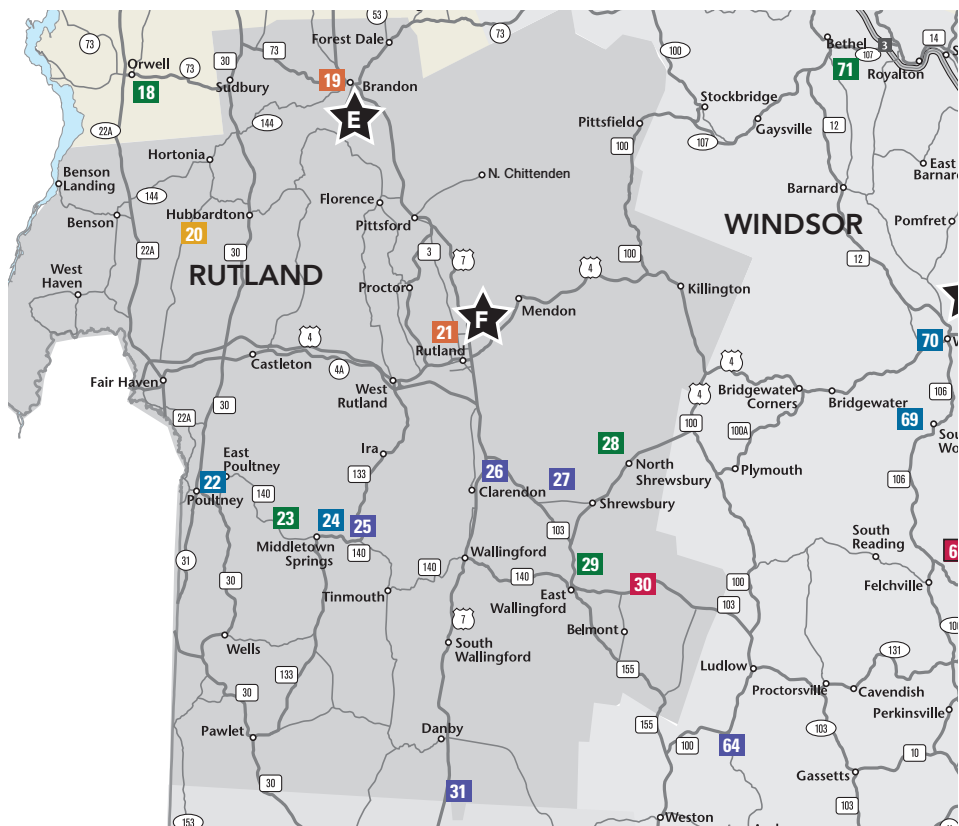 53
73
14
Forest Dale
Bethel
3
107
73
73
100
Royalton
Orwell
73
30
Sudbury
19
Brandon
71
18
E
Stockbridge
Gaysville
Pittsfield
144
22A
12
107
100
Hortonia
East
Barnard
Benson
Landing
N. Chittenden
Barnard
144
Florence
Benson
Hubbardton
Pittsford
WINDSOR
Pomfret
20
22A
30
3
7
100
12
West
Haven
RUTLAND
4
Proctor
Killington
Mendon
F
21
4
70
Rutland
Castleton
4A
4
Fair Haven
West
Rutland
Bridgewater
Corners
Bridgewater
106
4
30
22A
100
69
100A
28
East
Poultney
Ira
North
Shrewsbury
Plymouth
133
26
27
22
Poultney
Clarendon
106
140
Shrewsbury
23
24
25
103
South
Reading
Middletown
Springs
140
Wallingford
29
31
140
140
30
100
Felchville
30
Tinmouth
East
Wallingford
103
7
Belmont
Wells
South
Wallingford
131
155
Ludlow
133
Proctorsville
Cavendish
30
Perkinsville
Pawlet
Danby
155
103
100
64
10
30
Gassetts
31
103
153
Weston